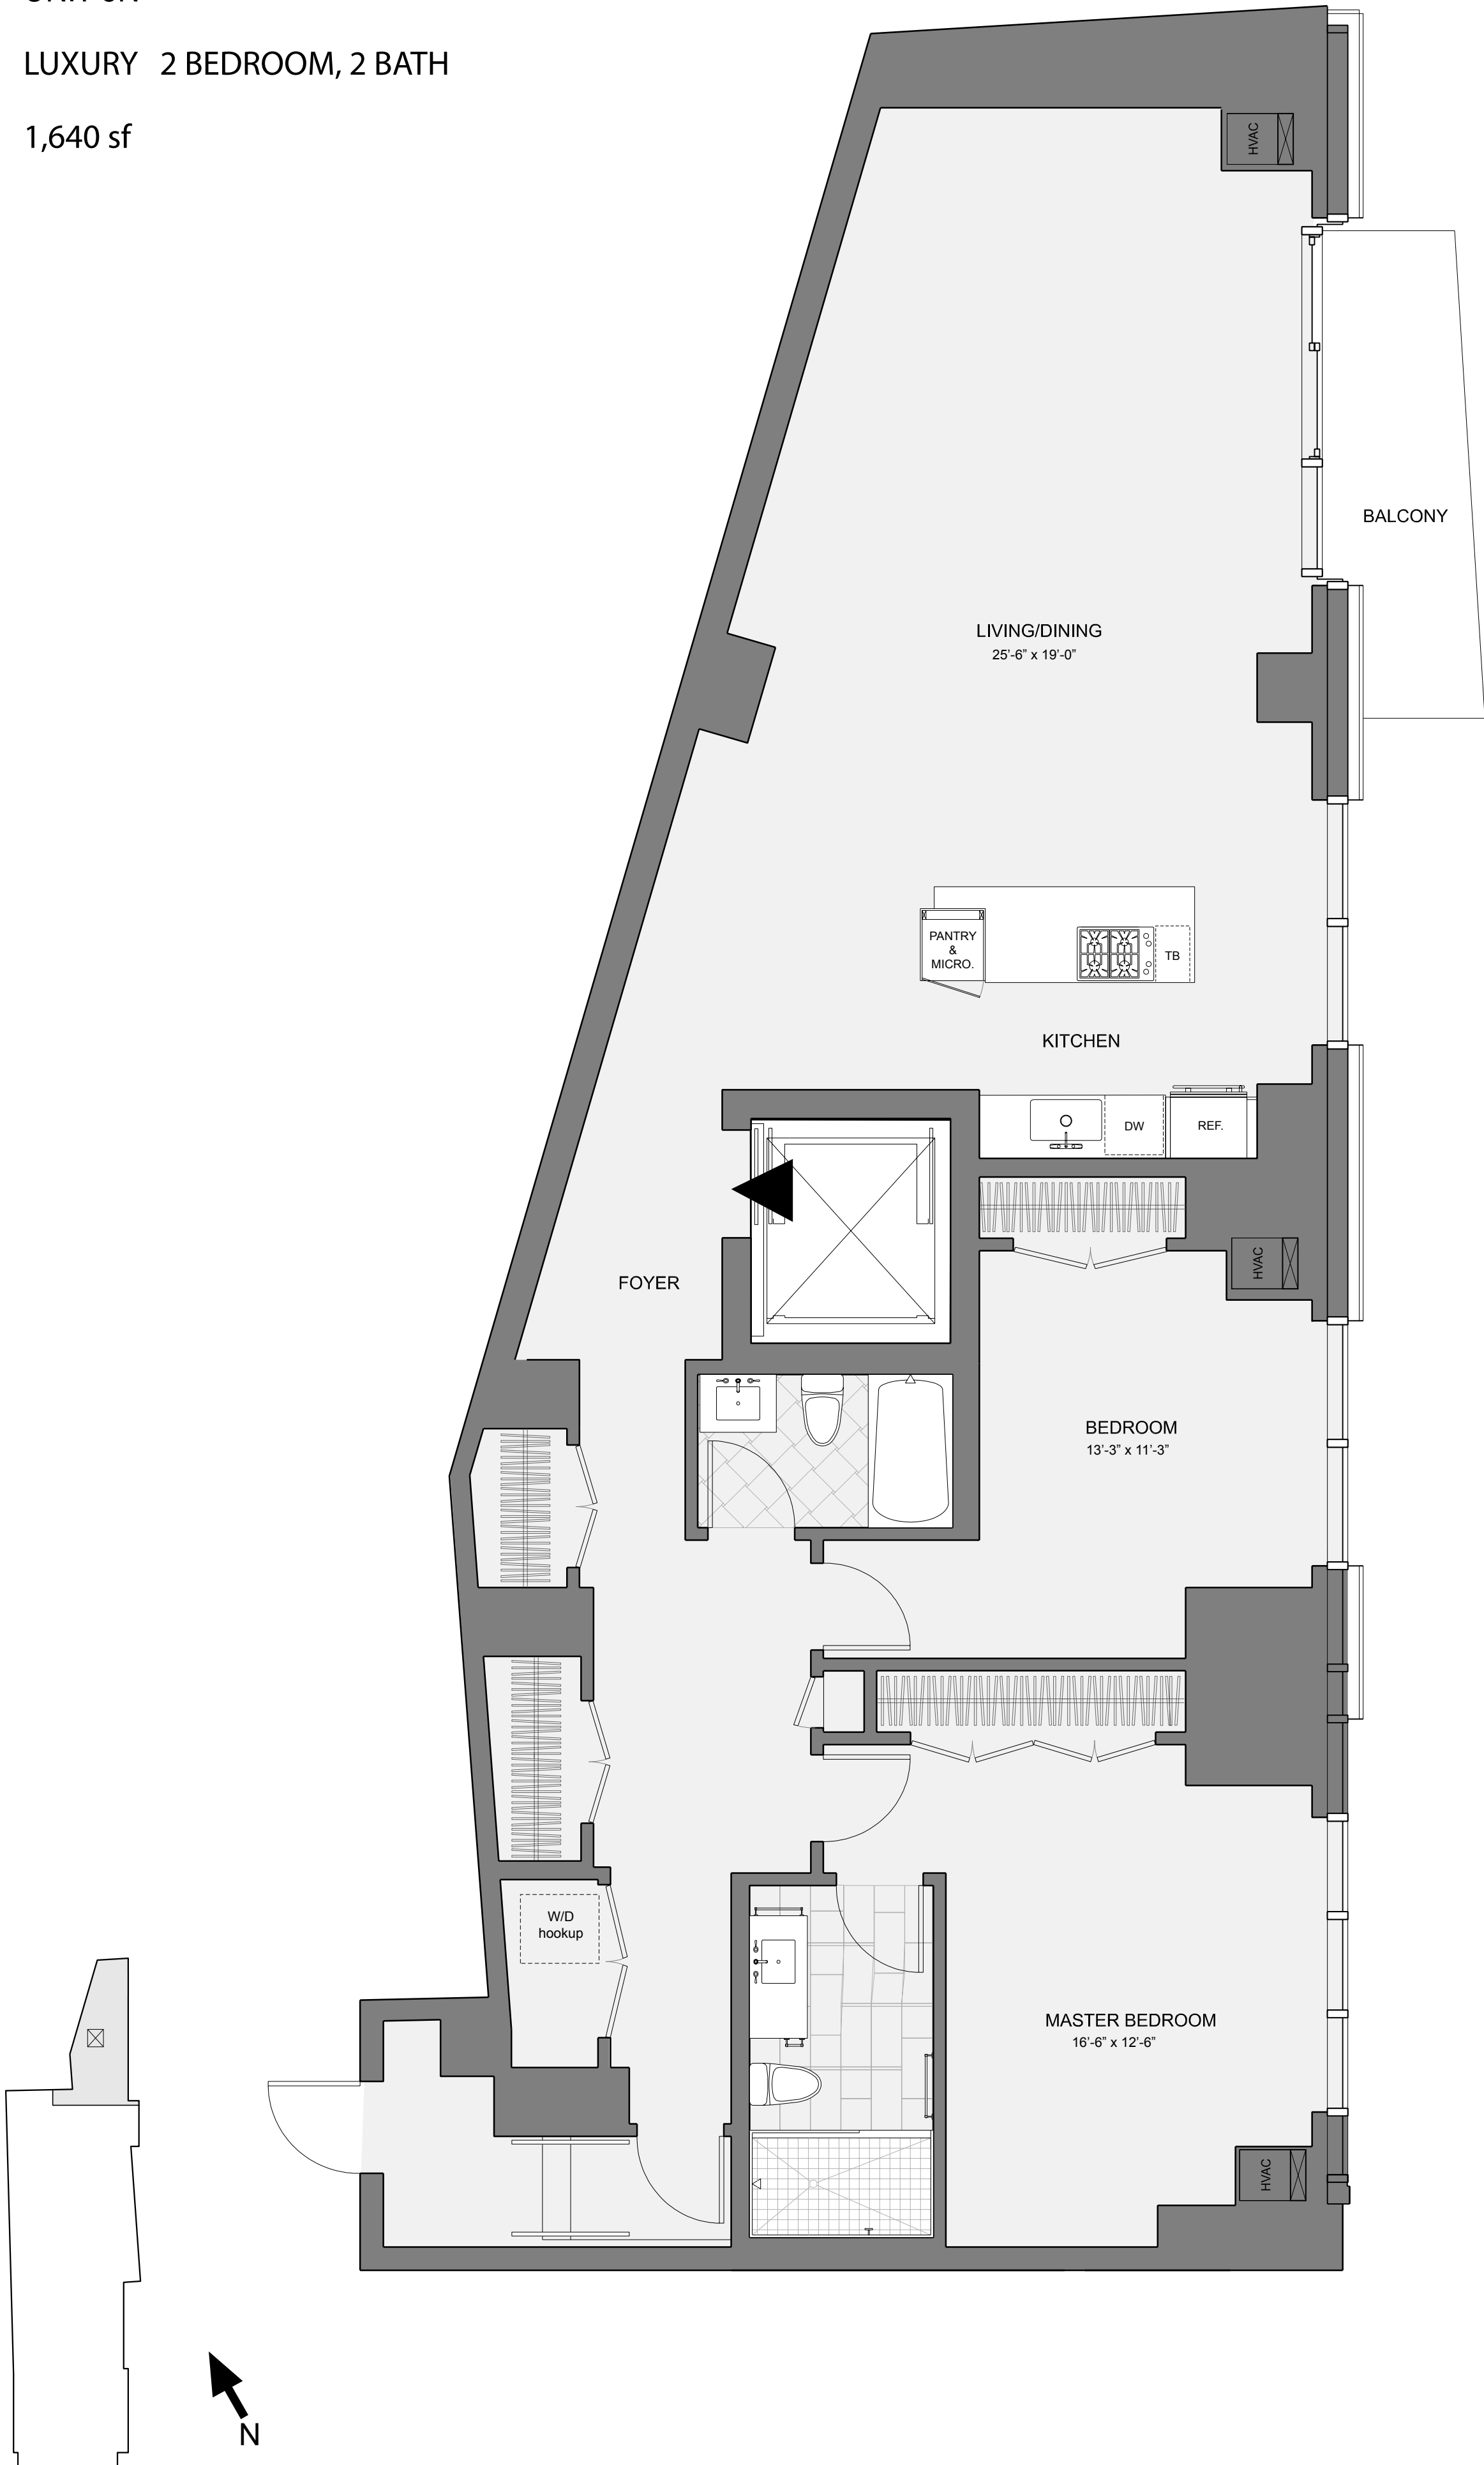 LUXURY 2 BEDROOM, 2 BATH
1,640 sf
HVAC
BALCONY
LIVING/DINING
25'-6” x 19'-0”
PANTRY
&
MICRO.
TB
KITCHEN
DW
REF.
HVAC
FOYER
BEDROOM
13'-3” x 11'-3”
W/D
hookup
MASTER BEDROOM
16'-6” x 12'-6”
HVAC
N